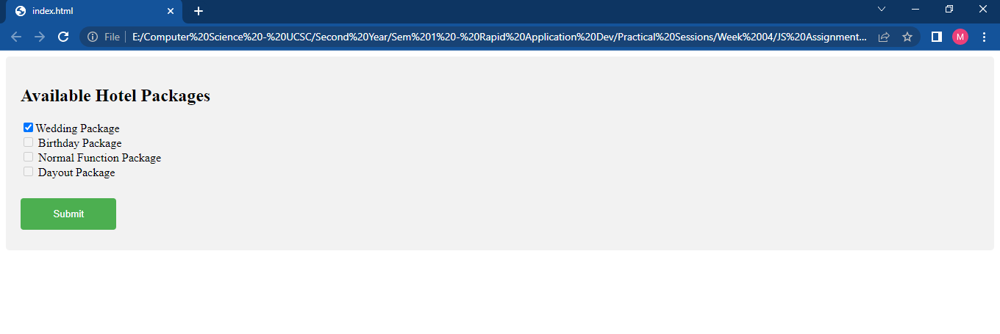 index.html
File E:/Computer%20Science%20-%20UCSC/Second%20Year/Sem%201%20-%20Rapid%20Application%20Dev/Practical%20Sessions/Week%2004/JS%20Assignment...
M
Available Hotel Packages
Wedding Package
Birthday Package
Normal Function Package
Dayout Package
Submit